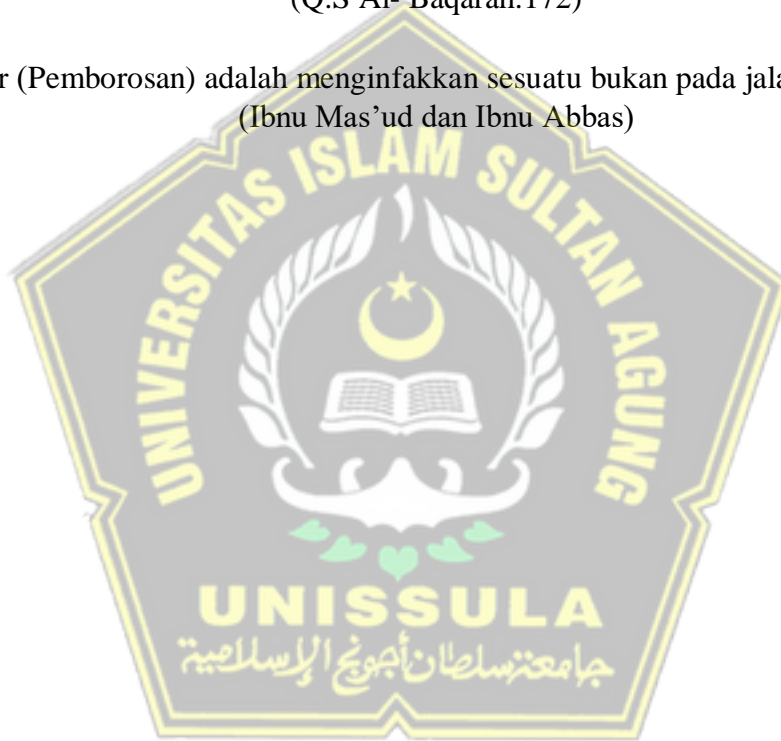 (Q.S Al- Baqarah:172)
r (Pemborosan) adalah menginfakkan sesuatu bukan pada jala
(Ibnu Mas’ud dan Ibnu Abbas)
UNIVERSITAS ISLAM SULTAN AGUNG
UNISSULA
جامعة سلطان أجونج الإسلامية